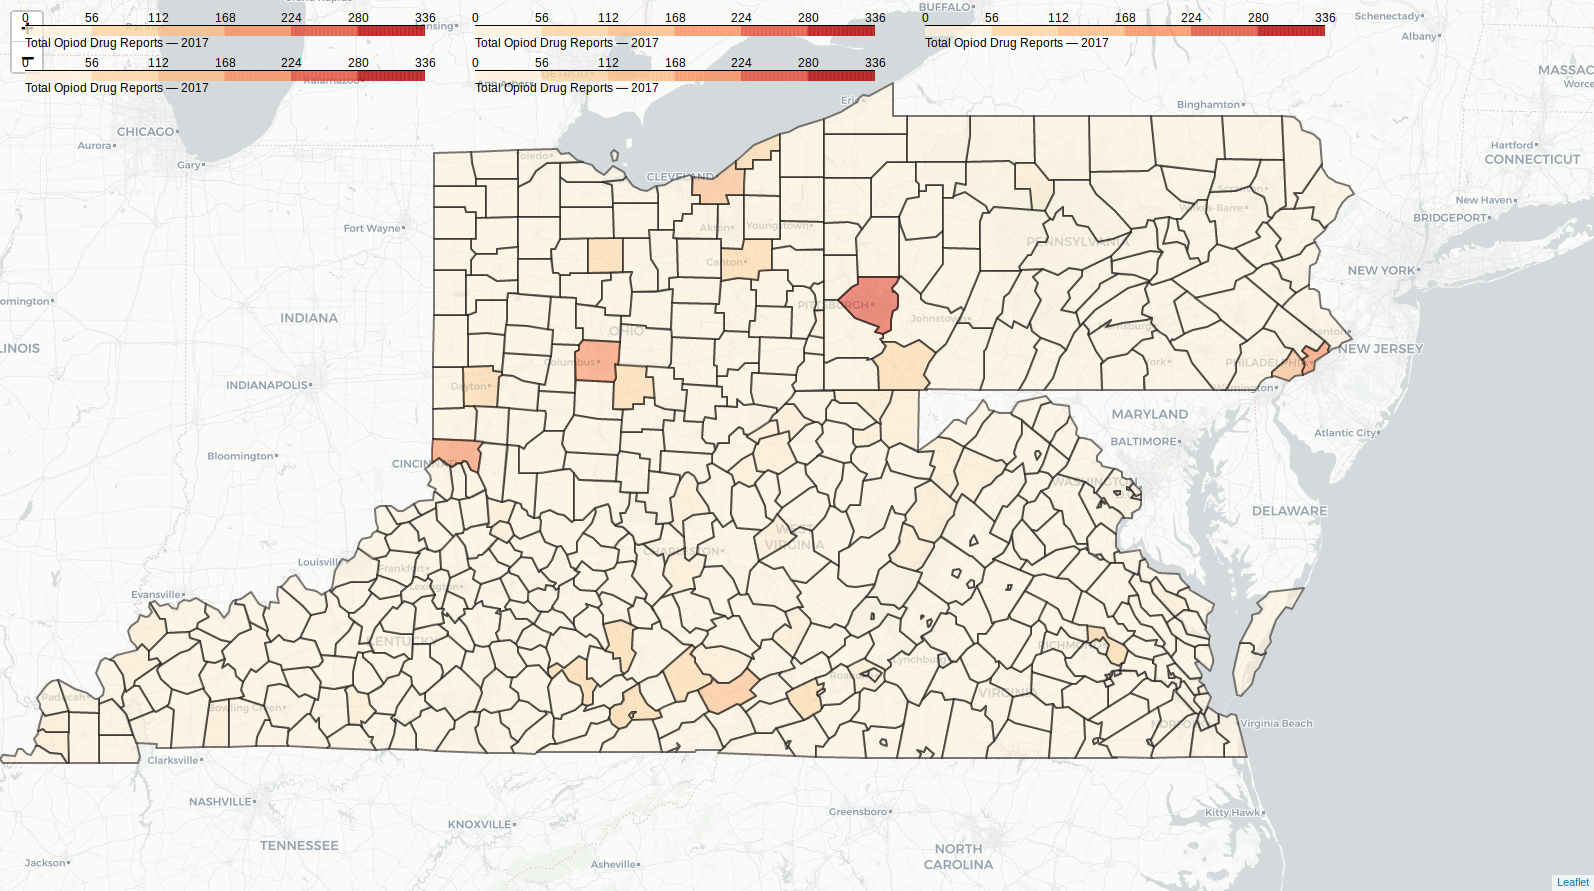 0 56 112 168 224 280 336
Total Opiod Drug Reports — 2017
0 56 112 168 224 280 336
Total Opiod Drug Reports — 2017
0 56 112 168 224 280 336
Total Opiod Drug Reports — 2017
0 56 112 168 224 280 336
Total Opiod Drug Reports — 2017
0 56 112 168 224 280 336
Total Opiod Drug Reports — 2017
BUFFALO
Schenectady
Albany
MASSAC
Worce
DETROIT
Kalamazoo
Erie
Binghamton
CHICAGO
Aurora
Gary
Hartford
CONNECTICUT
Toledo
CLEVELAND
Scranton
Wilkes-Barre
New Haven
BRIDGEPORT
Fort Wayne
Akron
Youngstown
PENNSYLVANIA
Canton
NEW YORK
omington
PITTSBURGH
INDIANA
Johnstown
Harrisburg
OHIO
Trenton
LINOIS
Columbus
York
PHILADELPHIA
NEW JERSEY
INDIANAPOLIS
Dayton
Wilmington
MARYLAND
BALTIMORE
Atlantic City
Bloomington
CINCINNATI
WASHINGTON
DELAWARE
WEST
VIRGINIA
CHARLESTON
Louisville
Frankfort
Lexington
Evansville
KENTUCKY
RICHMOND
Lynchburg
Roanoke
Paducah
VIRGINIA
Bowling Green
NORFOLK
Virginia Beach
Clarksville
NASHVILLE
KNOXVILLE
Greensboro
Kitty Hawk
TENNESSEE
NORTH
CAROLINA
Jackson
Asheville
Leaflet